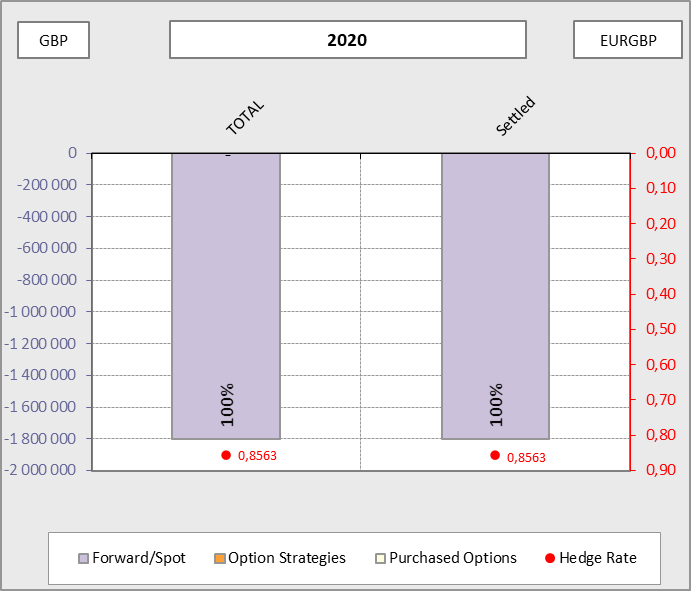 GBP
2020
EURGBP
TOTAL
Settled
0
-200 000
-400 000
-600 000
-800 000
-1 000 000
-1 200 000
-1 400 000
-1 600 000
-1 800 000
-2 000 000
-
100%
100%
0,8563
0,8563
0,00
0,10
0,20
0,30
0,40
0,50
0,60
0,70
0,80
0,90
Forward/Spot Option Strategies Purchased Options Hedge Rate